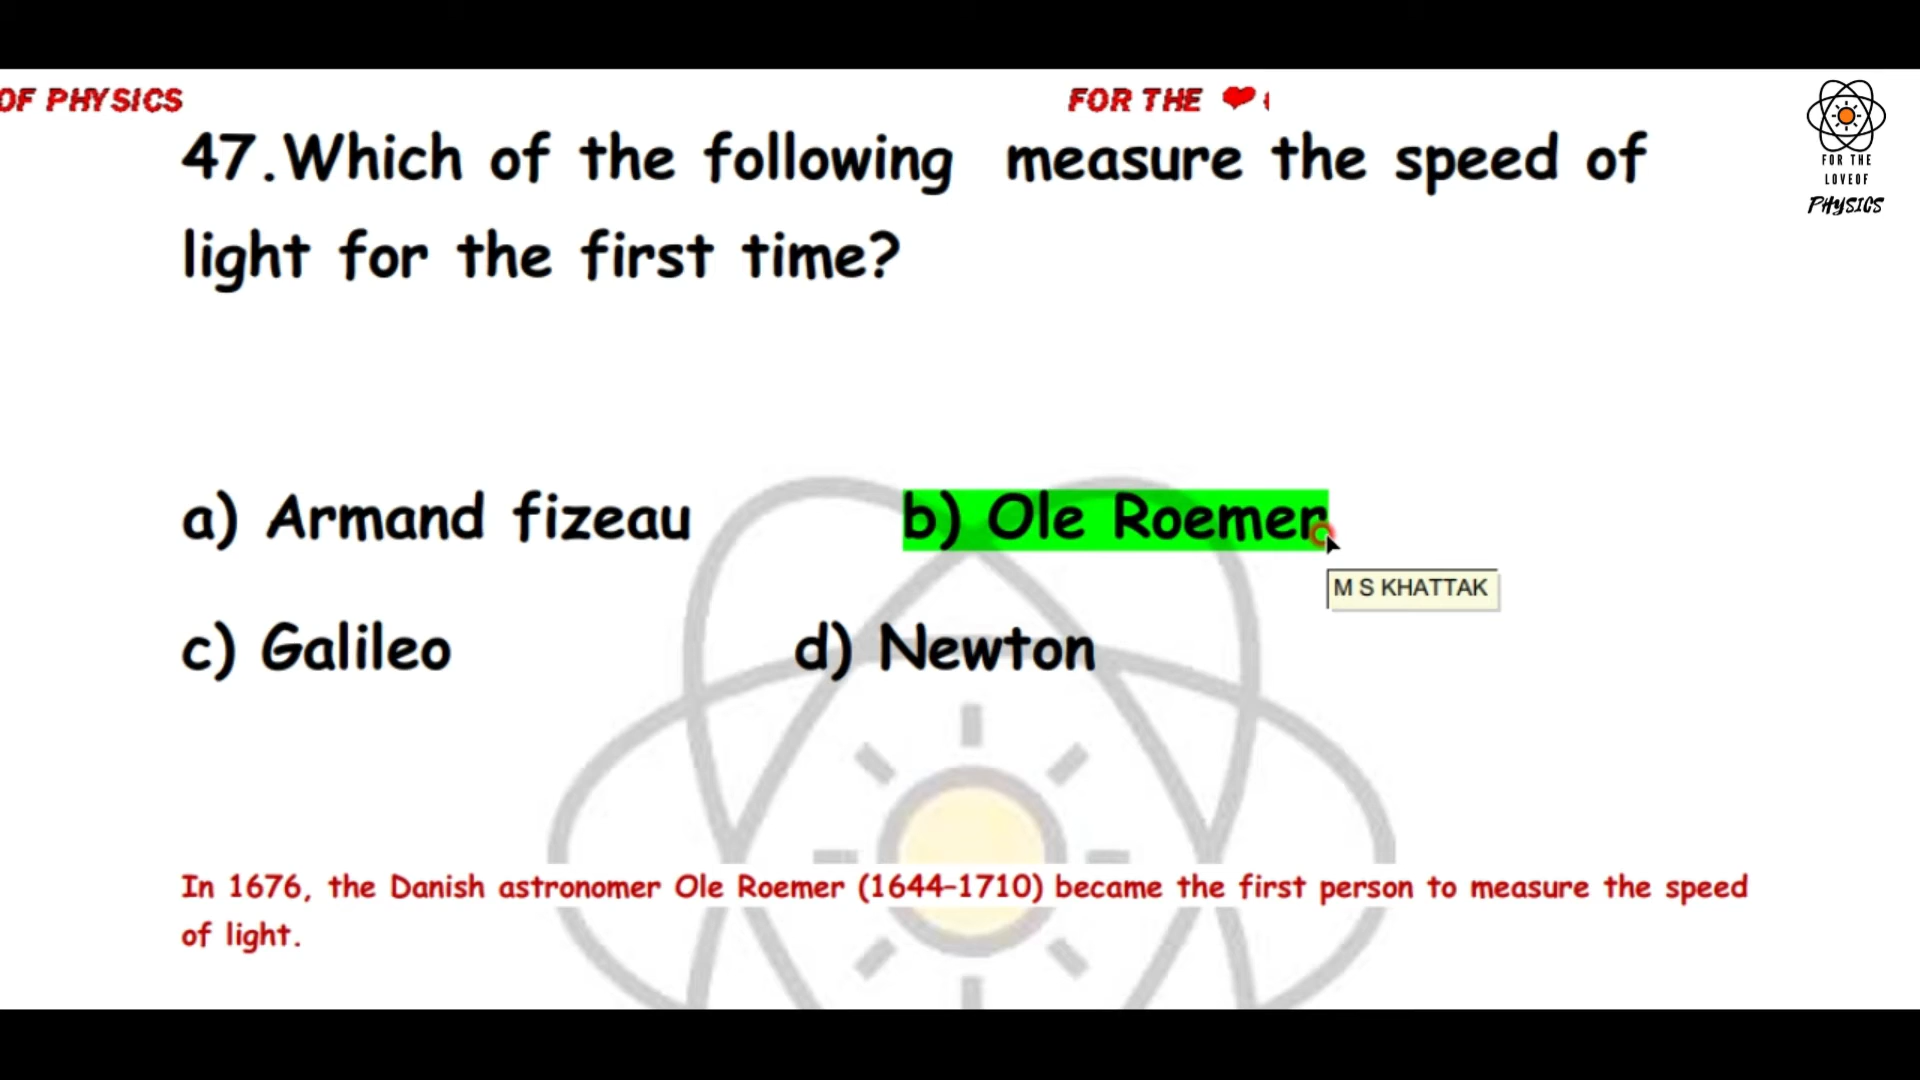 OF PHYSICS
FOR THE ❤
FOR THE
LOVEOF
PHYSICS
47.Which of the following measure the speed of
light for the first time?
a) Armand fizeau b) Ole Roemer
M S KHATTAK
c) Galileo d) Newton
In 1676, the Danish astronomer Ole Roemer (1644–1710) became the first person to measure the speed
of light.